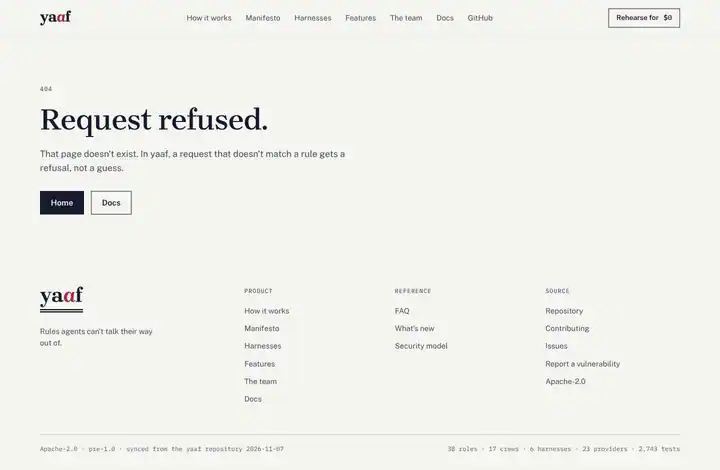 yaaf
How it works Manifesto Harnesses Features The team Docs GitHub
Rehearse for $0
404
Request refused.
That page doesn't exist. In yaaf, a request that doesn't match a rule gets a
refusal, not a guess.
Home Docs
yaaf
Rules agents can't talk their way
out of.
PRODUCT
How it works
Manifesto
Harnesses
Features
The team
Docs
REFERENCE
FAQ
What's new
Security model
SOURCE
Repository
Contributing
Issues
Report a vulnerability
Apache-2.0
Apache-2.0 · pre-1.0 · synced from the yaaf repository 2026-11-07
38 roles · 17 crews · 6 harnesses · 23 providers · 2,743 tests